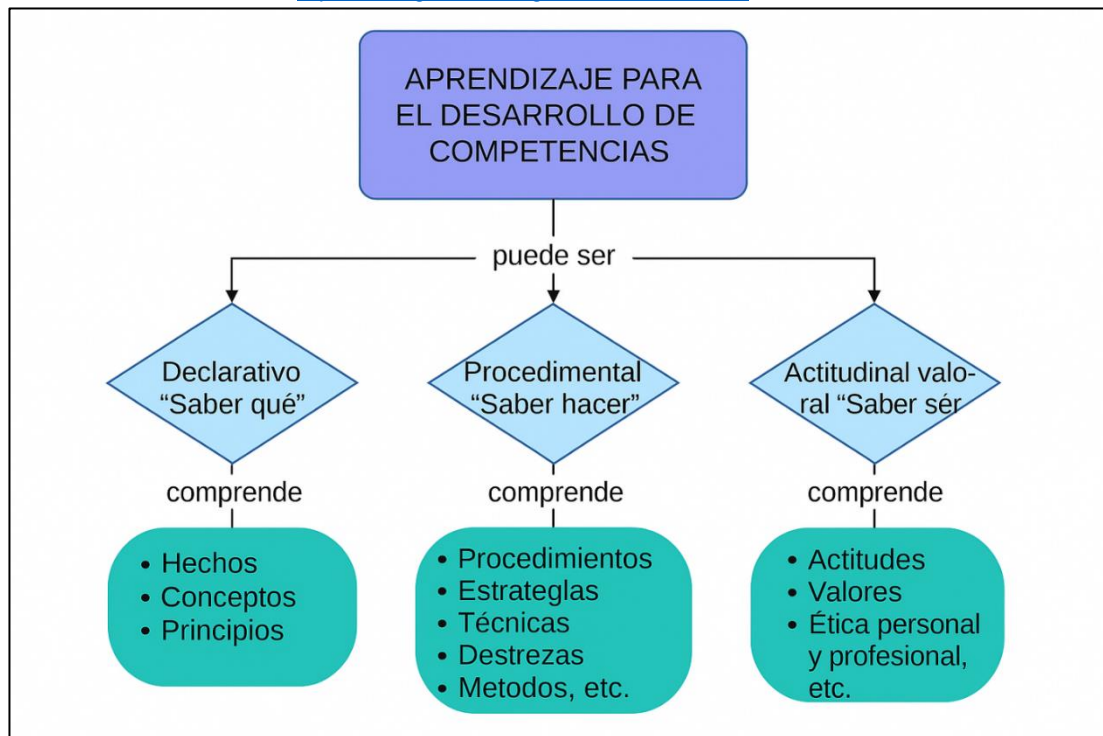 APRENDIZAJE PARA
EL DESARROLLO DE
COMPETENCIAS
puede ser
Declarativo
“Saber qué”
Procedimental
“Saber hacer”
Actitudinal valo-
ral “Saber sér
comprende
comprende
comprende
• Hechos
• Conceptos
• Principios
• Procedimientos
• Estrateglas
• Técnicas
• Destrezas
• Metodos, etc.
• Actitudes
• Valores
• Ética personal
y profesional,
etc.